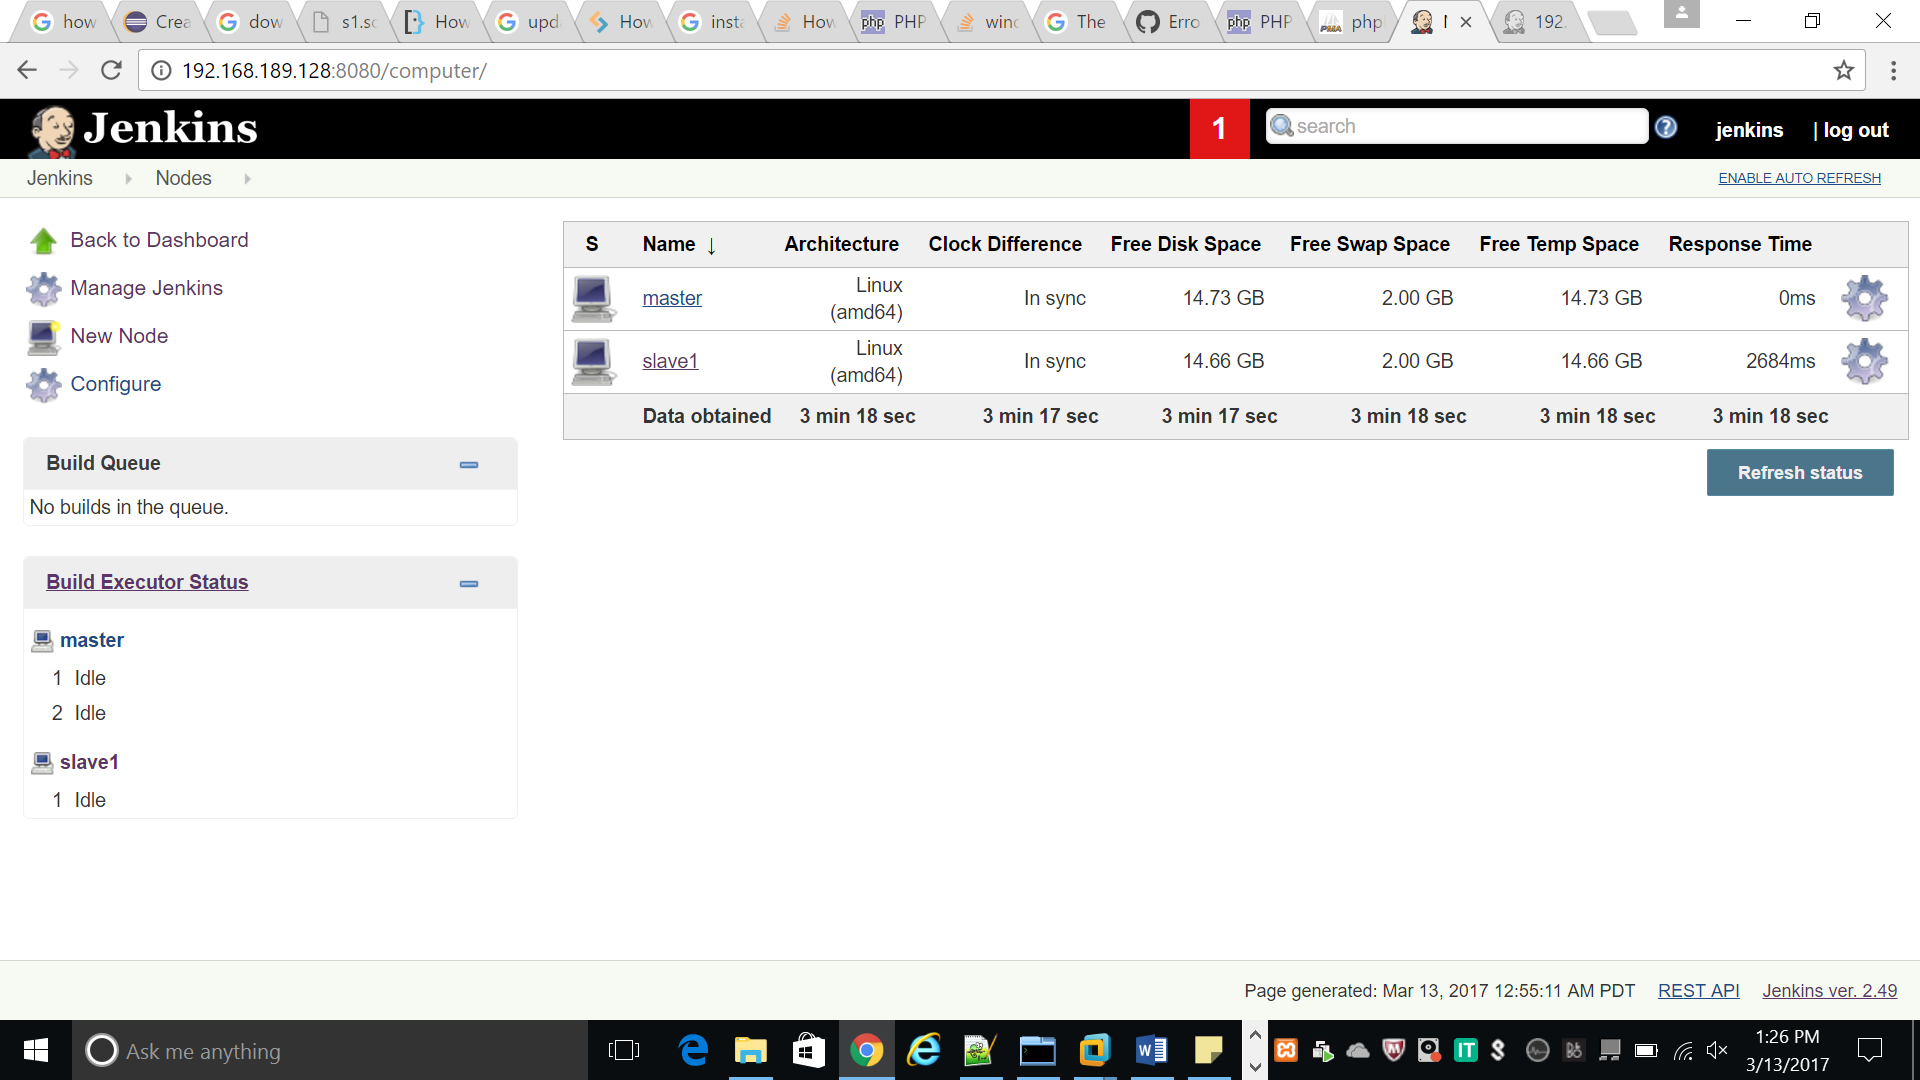 how
Crea
dow
s1.sc
How
upd
How
insta
How
php PHP
winc
The
Erro
php PHP
PMA php
192.
192.168.189.128:8080/computer/
Jenkins
1
search
jenkins
| log out
Jenkins
Nodes
ENABLE AUTO REFRESH
Back to Dashboard
Manage Jenkins
New Node
Configure
S Name ↓ Architecture Clock Difference Free Disk Space Free Swap Space Free Temp Space Response Time
master Linux (amd64) In sync 14.73 GB 2.00 GB 14.73 GB 0ms
slave1 Linux (amd64) In sync 14.66 GB 2.00 GB 14.66 GB 2684ms
Data obtained 3 min 18 sec 3 min 17 sec 3 min 17 sec 3 min 18 sec 3 min 18 sec 3 min 18 sec
Refresh status
Build Queue
No builds in the queue.
Build Executor Status
master
1 Idle
2 Idle
slave1
1 Idle
Page generated: Mar 13, 2017 12:55:11 AM PDT REST API Jenkins ver. 2.49
Ask me anything
IT
1:26 PM
3/13/2017